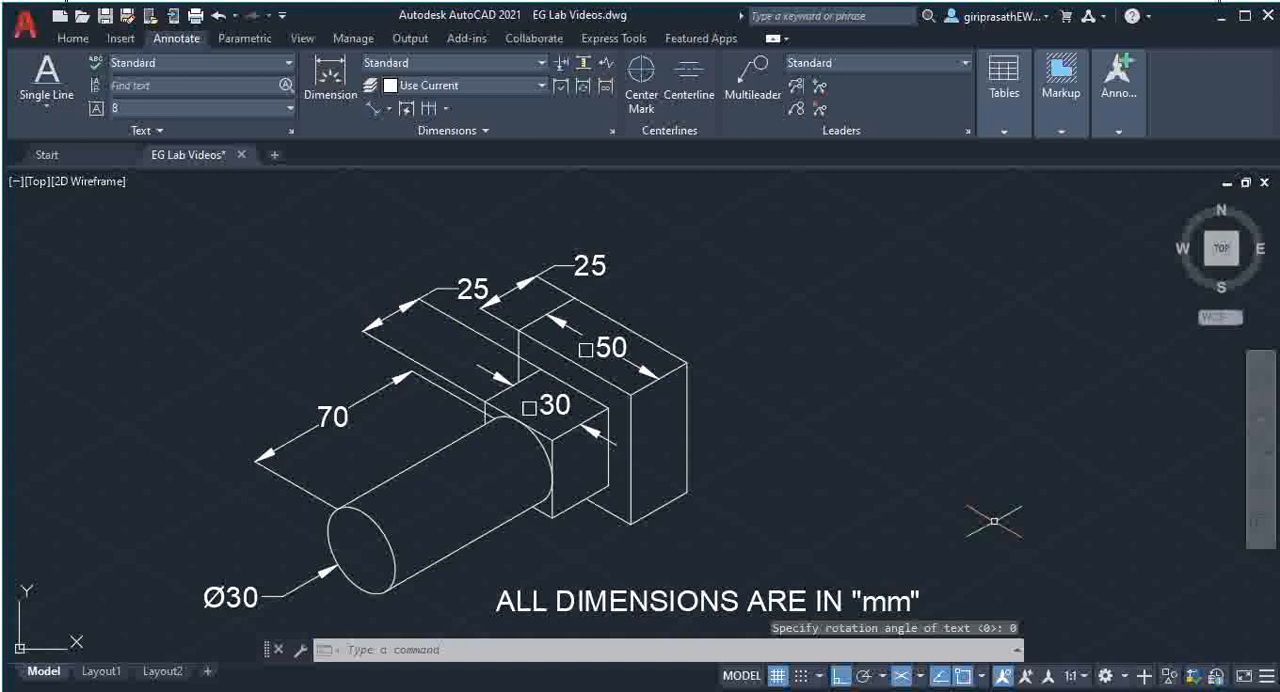 Autodesk AutoCAD 2021 EG Lab Videos.dwg
Type a keyword or phrase
giriprasathEW...
Home Insert Annotate Parametric View Manage Output Add-ins Collaborate Express Tools Featured Apps
ABC Standard
Find text
8
A
Single Line
Text
Standard
Use Current
Dimension
Dimensions
Center Mark
Centerline
Centerlines
Multileader
Standard
Leaders
Tables
Markup
Anno...
Start
EG Lab Videos*
[−][Top][2D Wireframe]
N
W TOP E
S
WCS
25
25
□50
□30
70
Ø30
ALL DIMENSIONS ARE IN "mm"
Y
X
Specify rotation angle of text <0>: 0
Type a command
Model Layout1 Layout2
MODEL
1:1